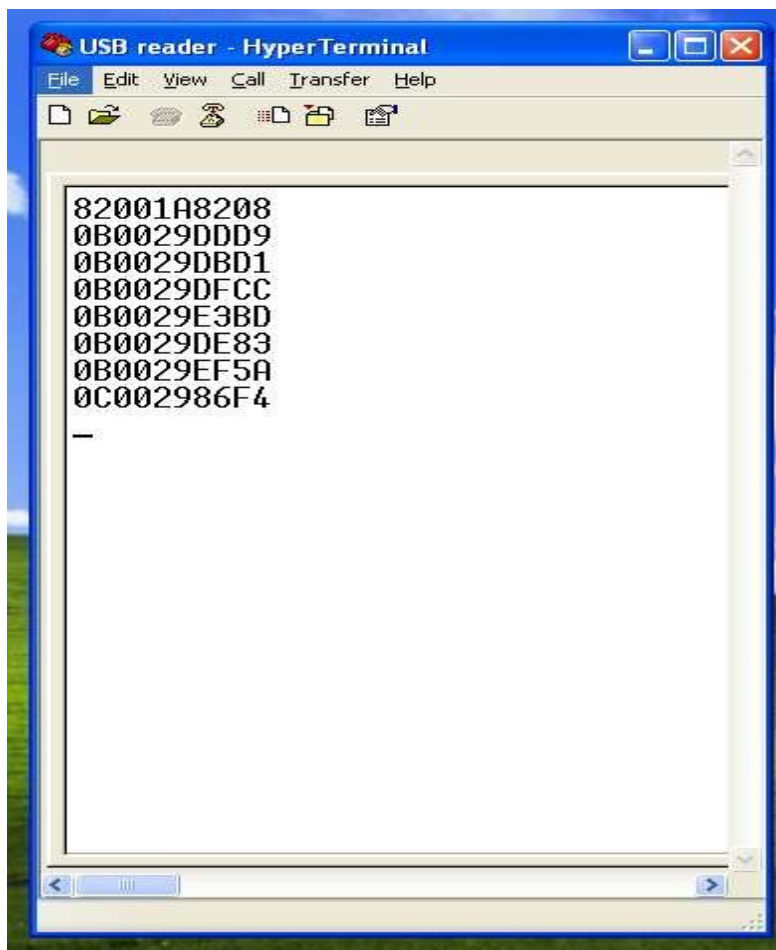 USB reader - HyperTerminal
File Edit View Call Transfer Help
82001A8208
0B0029DDD9
0B0029DBD1
0B0029DFCC
0B0029E3BD
0B0029DE83
0B0029EF5A
0C002986F4